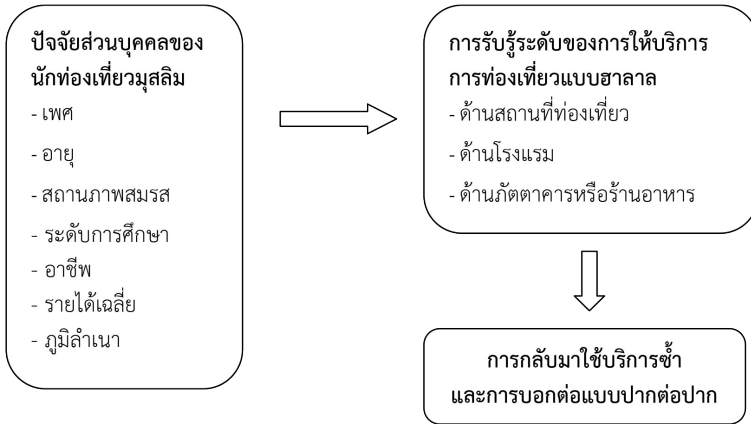 ปัจจัยส่วนบุคคลของ
นักท่องเที่ยวมุสลิม
- เพศ
- อายุ
- สถานภาพสมรส
- ระดับการศึกษา
- อาชีพ
- รายได้เฉลี่ย
- ภูมิลำเนา
การรับรู้ระดับของการให้บริการ
การท่องเที่ยวแบบฮาลาล
- ด้านสถานที่ท่องเที่ยว
- ด้านโรงแรม
- ด้านภัตตาคารหรือร้านอาหาร
การกลับมาใช้บริการซ้ำ
และการบอกต่อแบบปากต่อปาก